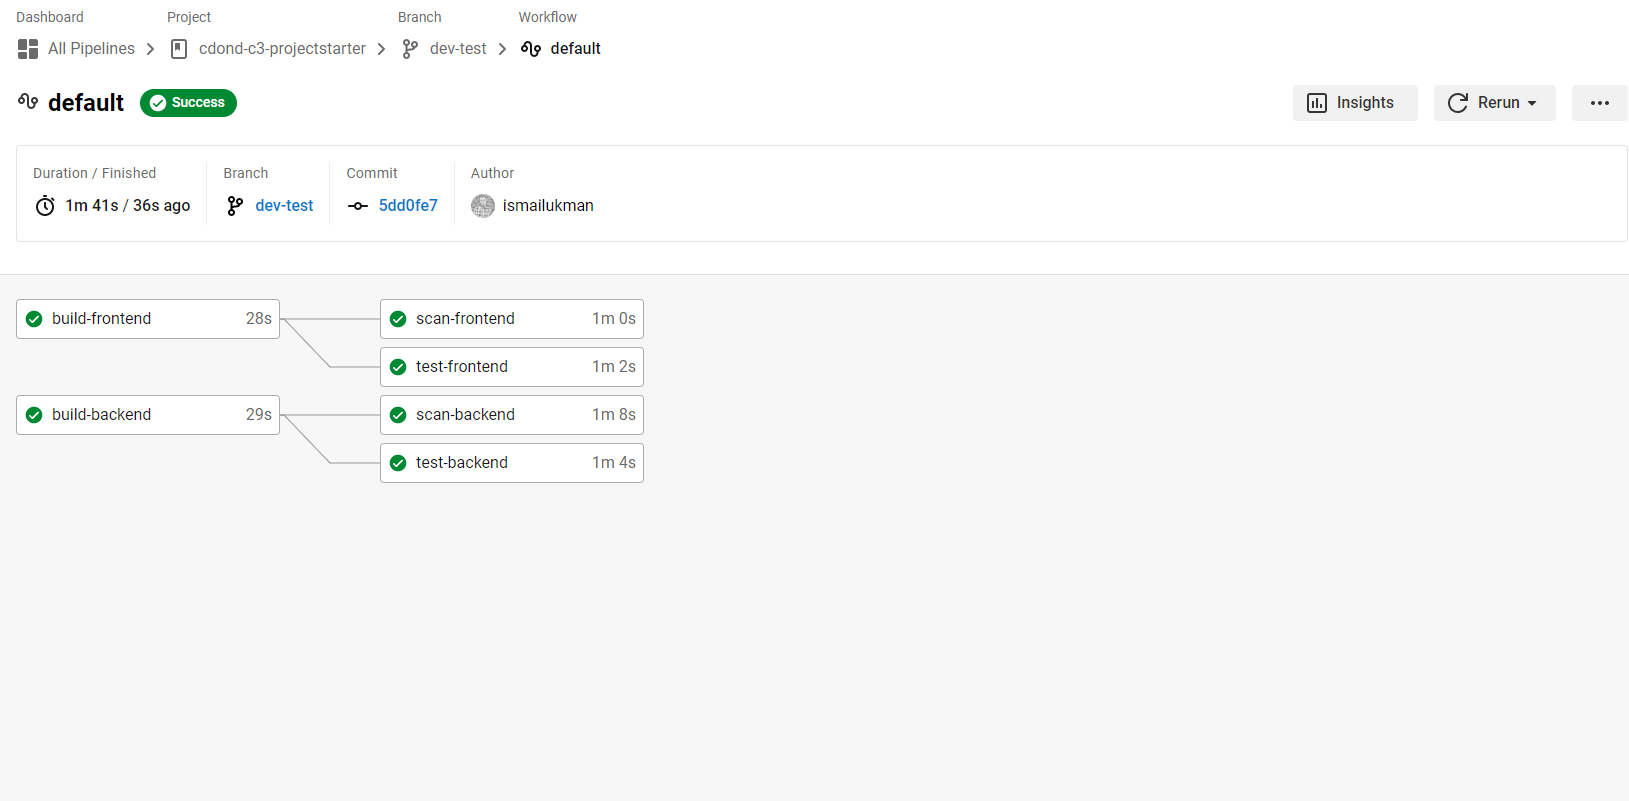 Dashboard Project Branch Workflow
All Pipelines cdond-c3-projectstarter dev-test default
default Success Insights Rerun
Duration / Finished Branch Commit Author
1m 41s / 36s ago dev-test 5dd0fe7 ismailukman
build-frontend 28s scan-frontend 1m 0s
test-frontend 1m 2s
build-backend 29s scan-backend 1m 8s
test-backend 1m 4s